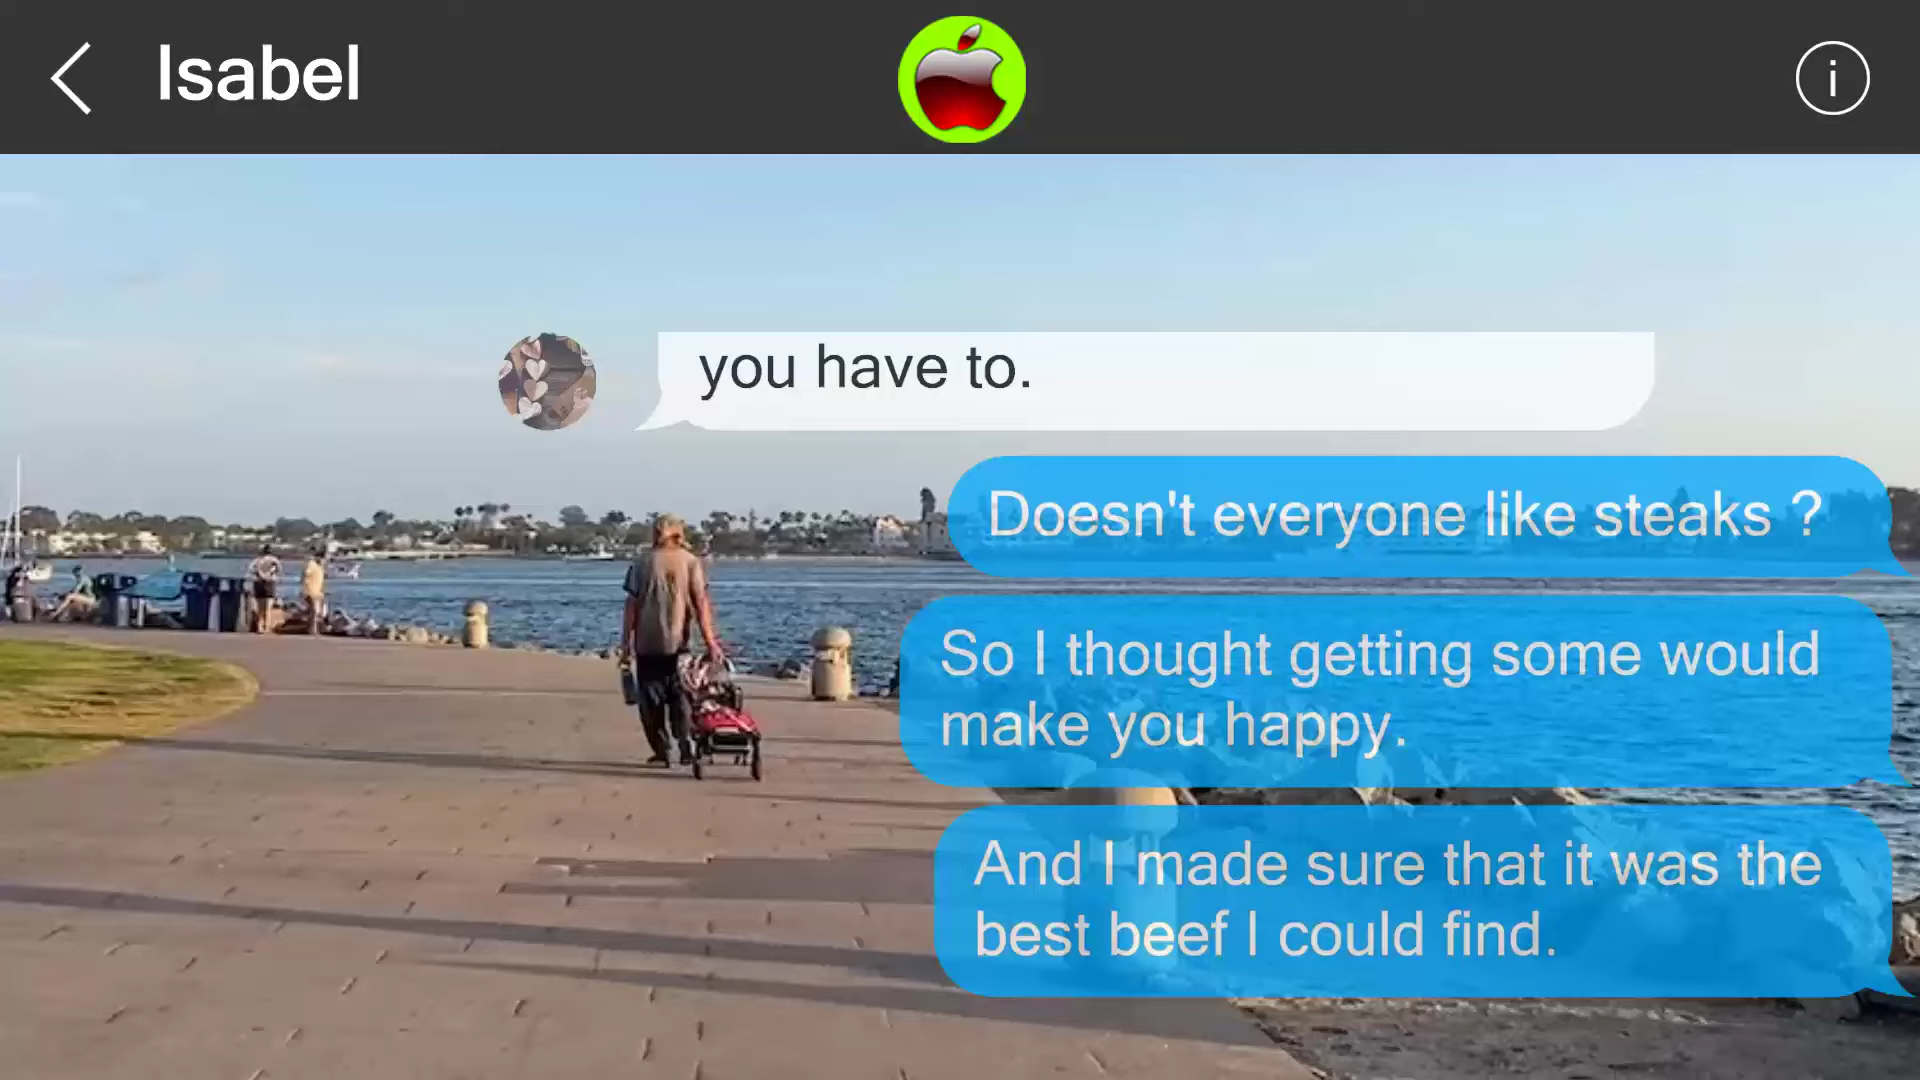 Isabel
i
you have to.
Doesn't everyone like steaks ?
So I thought getting some would
make you happy.
And I made sure that it was the
best beef I could find.